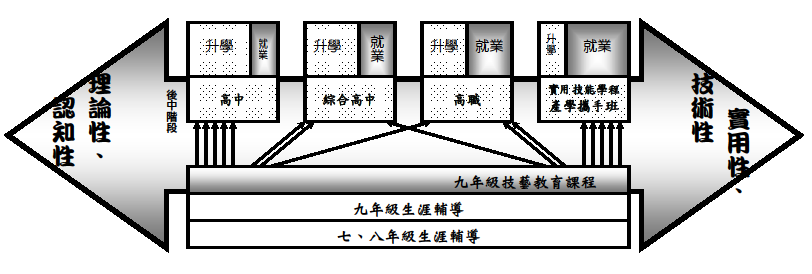 理論性、
認知性
後中階段
升學
就業
高中
升學
就業
綜合高中
升學
就業
高職
升學
就業
實用技能學程
產學攜手班
技術性
實用性、
九年級技藝教育課程
九年級生涯輔導
七、八年級生涯輔導